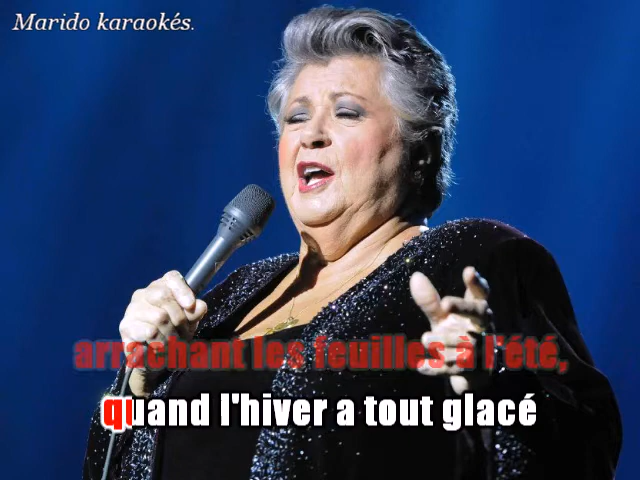 Marido karaokés.
arrachant les feuilles à l'été,
quand l'hiver a tout glacé